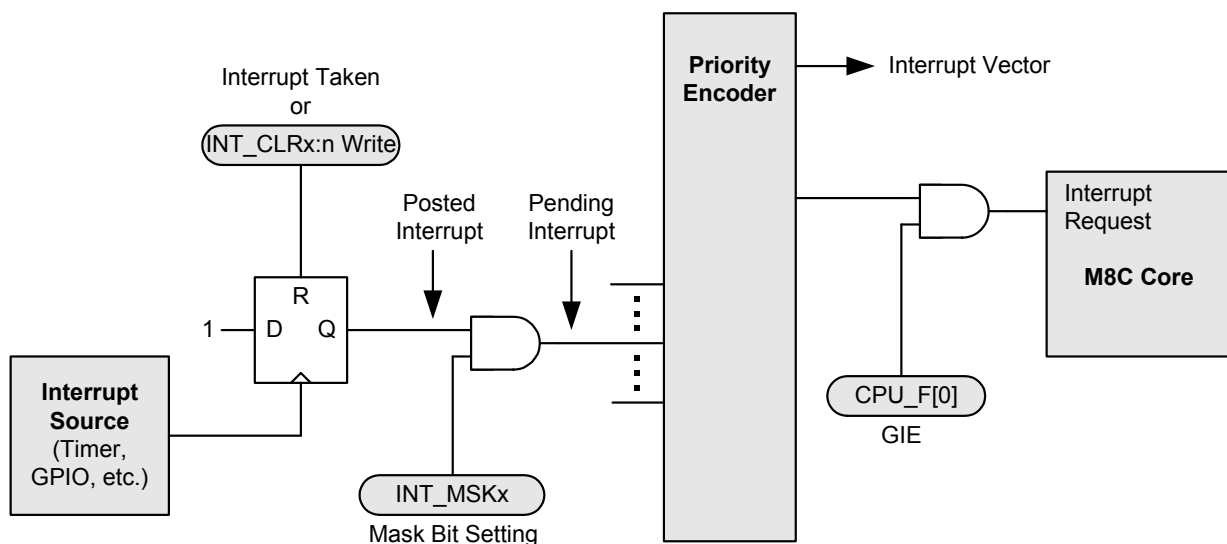 Interrupt Taken
or
INT_CLRx:n Write
Priority
Encoder
Interrupt Vector
Posted
Interrupt
Pending
Interrupt
Interrupt
Request
M8C Core
R
1
D
Q
Interrupt
Source
(Timer,
GPIO, etc.)
INT_MSKx
Mask Bit Setting
CPU_F[0]
GIE